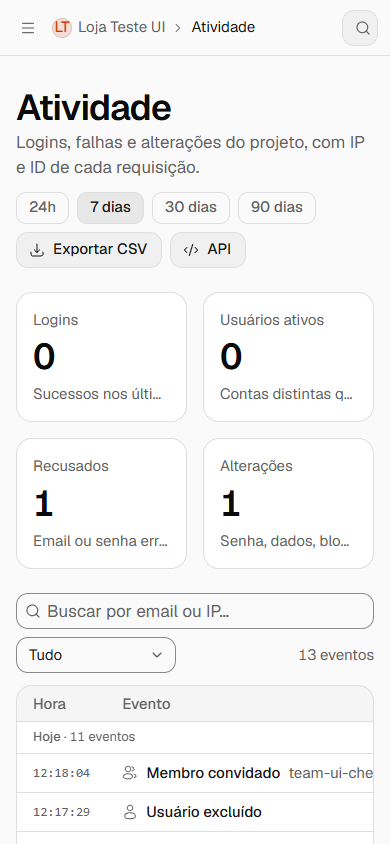 LT Loja Teste UI > Atividade
Atividade
Logins, falhas e alterações do projeto, com IP
e ID de cada requisição.
24h 7 dias 30 dias 90 dias
Exportar CSV </> API
Logins Usuários ativos
0 0
Sucessos nos últi... Contas distintas q...
Recusados Alterações
1 1
Email ou senha err... Senha, dados, blo...
Buscar por email ou IP...
Tudo 13 eventos
Hora Evento
Hoje · 11 eventos
12:18:04 Membro convidado team-ui-che
12:17:29 Usuário excluído